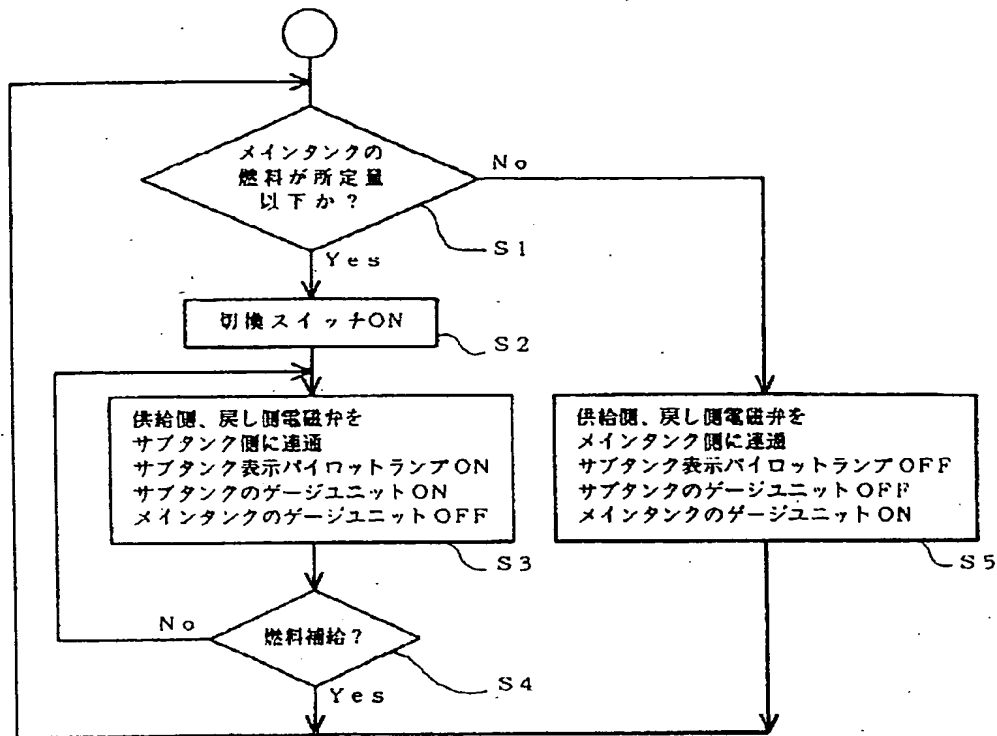 メインタンクの
燃料が所定量
以下か？
No
S1
Yes
切換スイッチON
S2
供給側、戻し側電磁弁を
サブタンク側に連通
サブタンク表示パイロットランプON
サブタンクのゲージユニットON
メインタンクのゲージユニットOFF
S3
供給側、戻し側電磁弁を
メインタンク側に連通
サブタンク表示パイロットランプOFF
サブタンクのゲージユニットOFF
メインタンクのゲージユニットON
S5
No
燃料補給？
S4
Yes